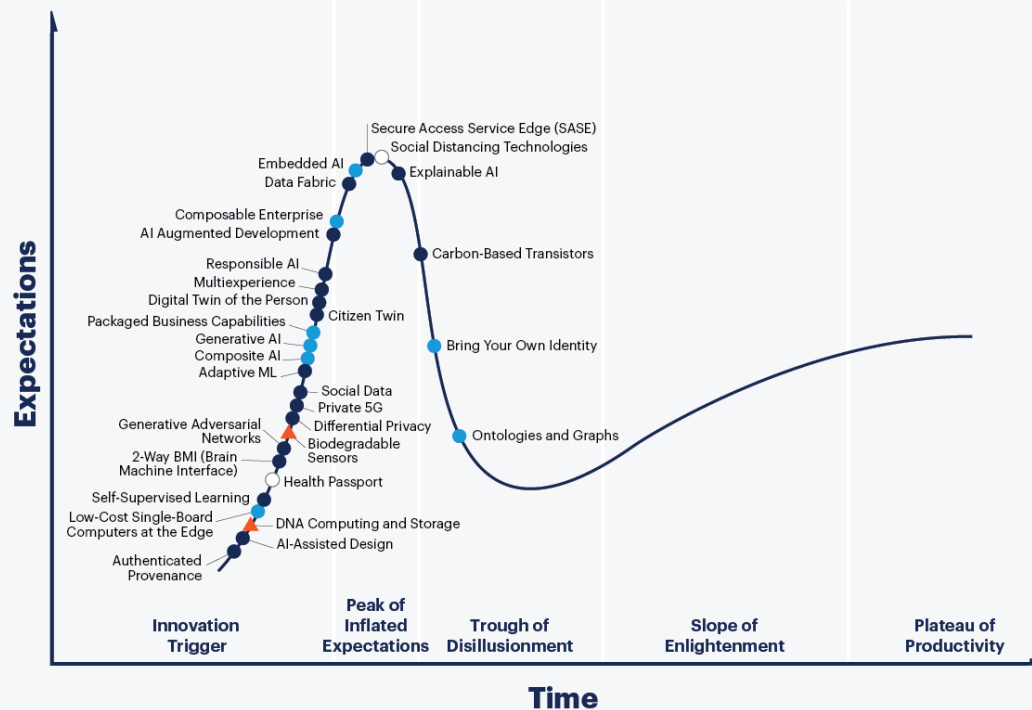 Secure Access Service Edge (SASE)
Social Distancing Technologies
Embedded AI
Explainable AI
Data Fabric
Composable Enterprise
AI Augmented Development
Carbon-Based Transistors
Responsible AI
Multiexperience
Digital Twin of the Person
Citizen Twin
Packaged Business Capabilities
Generative AI
Bring Your Own Identity
Composite AI
Adaptive ML
Social Data
Private 5G
Differential Privacy
Generative Adversarial
Networks
Ontologies and Graphs
Biodegradable
Sensors
2-Way BMI (Brain
Machine Interface)
Health Passport
Self-Supervised Learning
Low-Cost Single-Board
Computers at the Edge
DNA Computing and Storage
AI-Assisted Design
Authenticated
Provenance
Expectations
Innovation
Trigger
Peak of
Inflated
Expectations
Trough of
Disillusionment
Slope of
Enlightenment
Plateau of
Productivity
Time